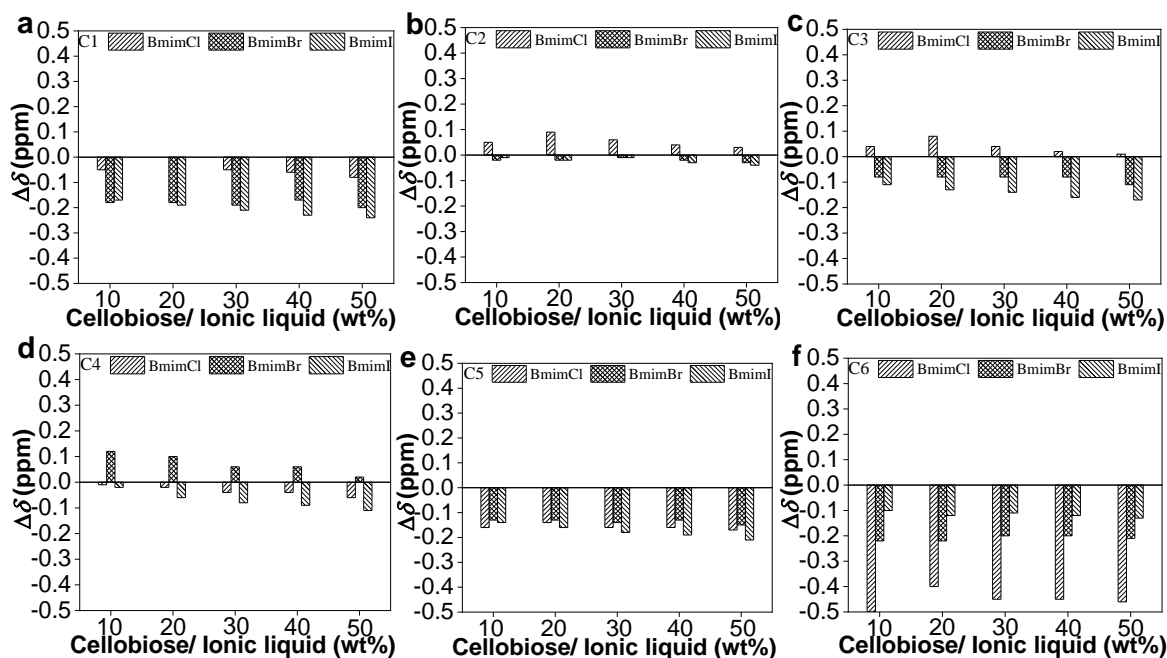 a
C1 BmimCl BmimBr BmimI
0.5
0.4
0.3
0.2
0.1
0.0
-0.1
-0.2
-0.3
-0.4
-0.5
Δδ (ppm)
10 20 30 40 50
Cellobiose/ Ionic liquid (wt%)
b
C2 BmimCl BmimBr BmimI
0.5
0.4
0.3
0.2
0.1
0.0
-0.1
-0.2
-0.3
-0.4
-0.5
Δδ (ppm)
10 20 30 40 50
Cellobiose/ Ionic liquid (wt%)
c
C3 BmimCl BmimBr BmimI
0.5
0.4
0.3
0.2
0.1
0.0
-0.1
-0.2
-0.3
-0.4
-0.5
Δδ (ppm)
10 20 30 40 50
Cellobiose/ Ionic liquid (wt%)
d
C4 BmimCl BmimBr BmimI
0.5
0.4
0.3
0.2
0.1
0.0
-0.1
-0.2
-0.3
-0.4
-0.5
Δδ (ppm)
10 20 30 40 50
Cellobiose/ Ionic liquid (wt%)
e
C5 BmimCl BmimBr BmimI
0.5
0.4
0.3
0.2
0.1
0.0
-0.1
-0.2
-0.3
-0.4
-0.5
Δδ (ppm)
10 20 30 40 50
Cellobiose/ Ionic liquid (wt%)
f
C6 BmimCl BmimBr BmimI
0.5
0.4
0.3
0.2
0.1
0.0
-0.1
-0.2
-0.3
-0.4
-0.5
Δδ (ppm)
10 20 30 40 50
Cellobiose/ Ionic liquid (wt%)